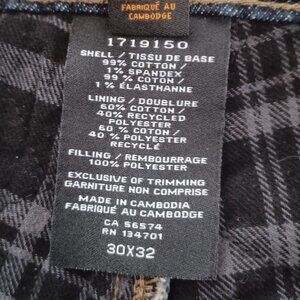 FABRIQUÉ AU
CAMBODGE
1719150
SHELL / TISSU DE BASE
99% COTTON /
1% SPANDEX
99 % COTON /
1 % ÉLASTHANNE
LINING / DOUBLURE
60% COTTON /
40% RECYCLED
POLYESTER
60 % COTON /
40 % POLYESTER
RECYCLÉ
FILLING / REMBOURRAGE
100% POLYESTER
EXCLUSIVE OF TRIMMING
GARNITURE NON COMPRISE
MADE IN CAMBODIA
FABRIQUÉ AU CAMBODGE
CA 56574
RN 134701
30X32